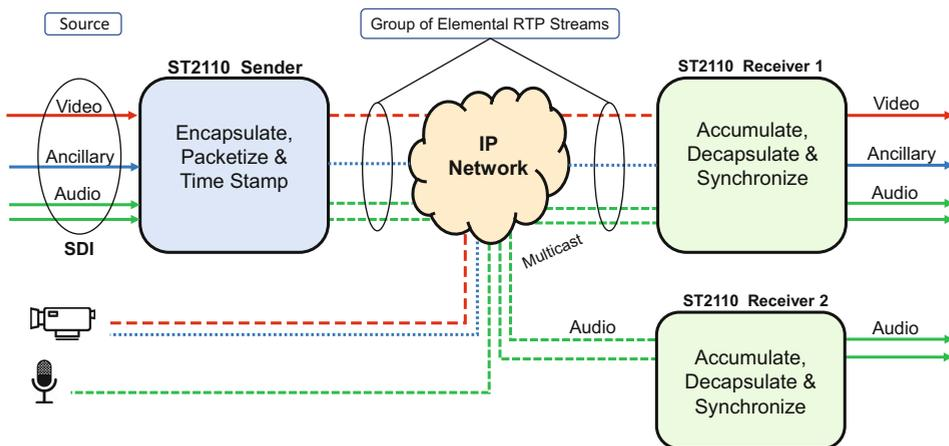 Source
Group of Elemental RTP Streams
ST2110 Sender
ST2110 Receiver 1
Video
Ancillary
Audio
SDI
Encapsulate,
Packetize &
Time Stamp
IP
Network
Accumulate,
Decapsulate &
Synchronize
Video
Ancillary
Audio
Multicast
ST2110 Receiver 2
Audio
Accumulate,
Decapsulate &
Synchronize
Audio